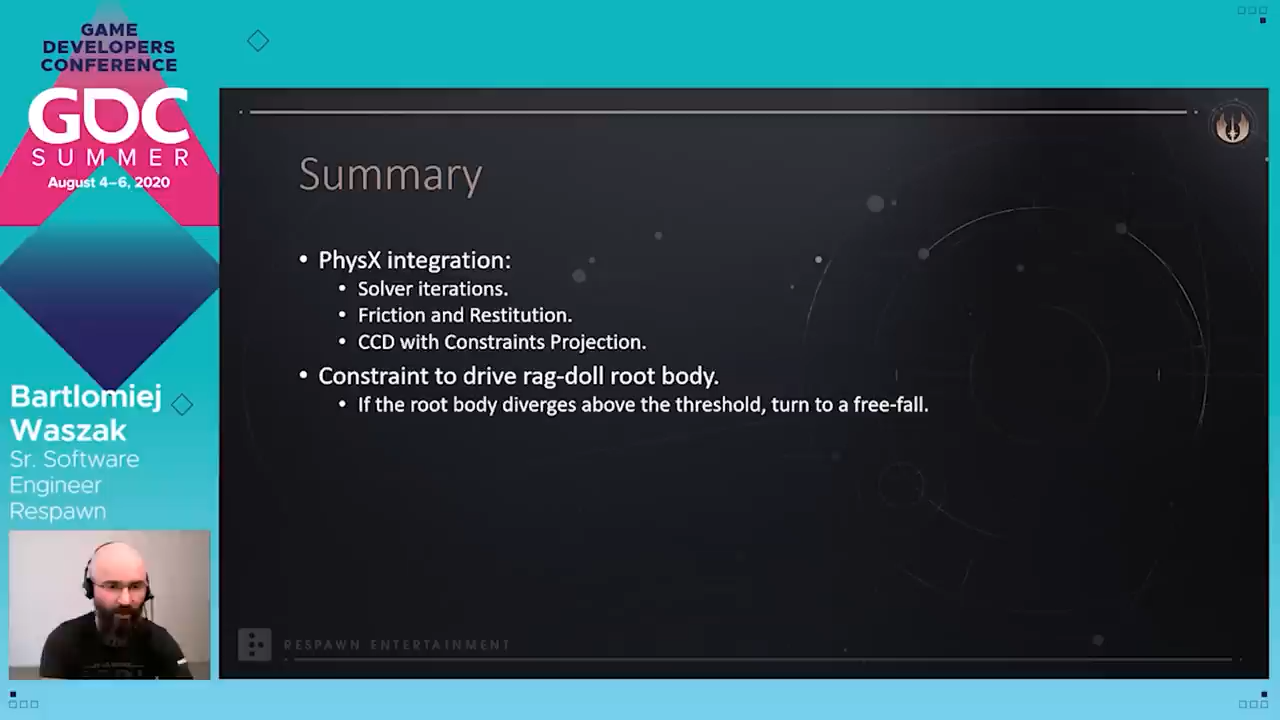 GAME
DEVELOPERS
CONFERENCE
GDC
SUMMER
August 4–6, 2020
Bartlomiej
Waszak
Sr. Software
Engineer
Respawn
Summary
• PhysX integration:
• Solver iterations.
• Friction and Restitution.
• CCD with Constraints Projection.
• Constraint to drive rag-doll root body.
• If the root body diverges above the threshold, turn to a free-fall.
RESPAWN ENTERTAINMENT